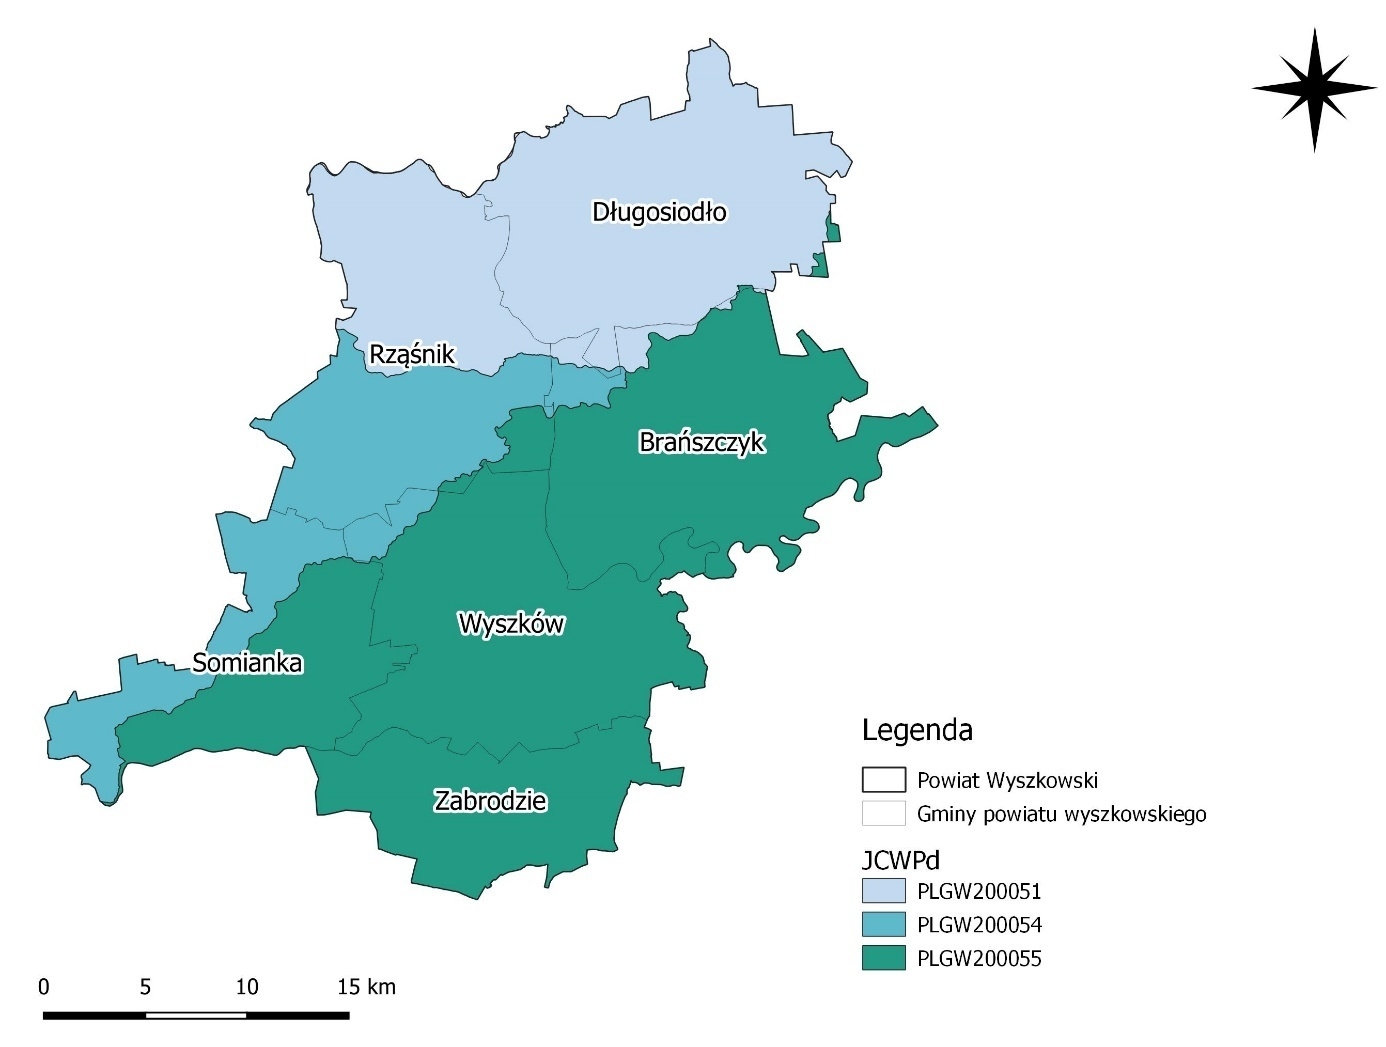 Długosiodło
Rząśnik
Brańszczyk
Wyszków
Somianka
Zabrodzie
Legenda
Powiat Wyszkowski
Gminy powiatu wyszkowskiego
JCWPd
PLGW200051
PLGW200054
PLGW200055
0 5 10 15 km